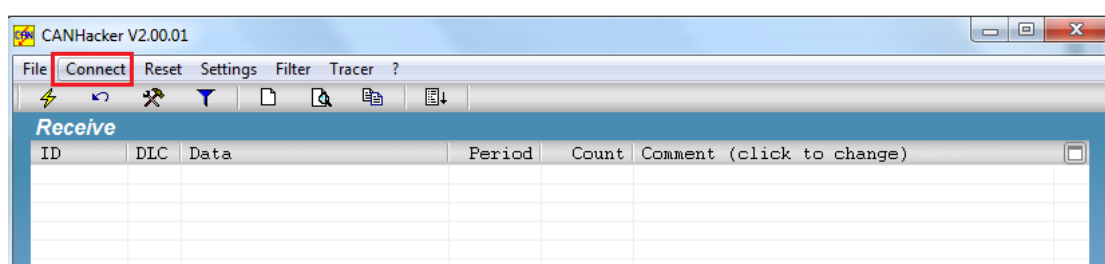 CAN CANHacker V2.00.01
File Connect Reset Settings Filter Tracer ?
Receive
ID DLC Data Period Count Comment (click to change)